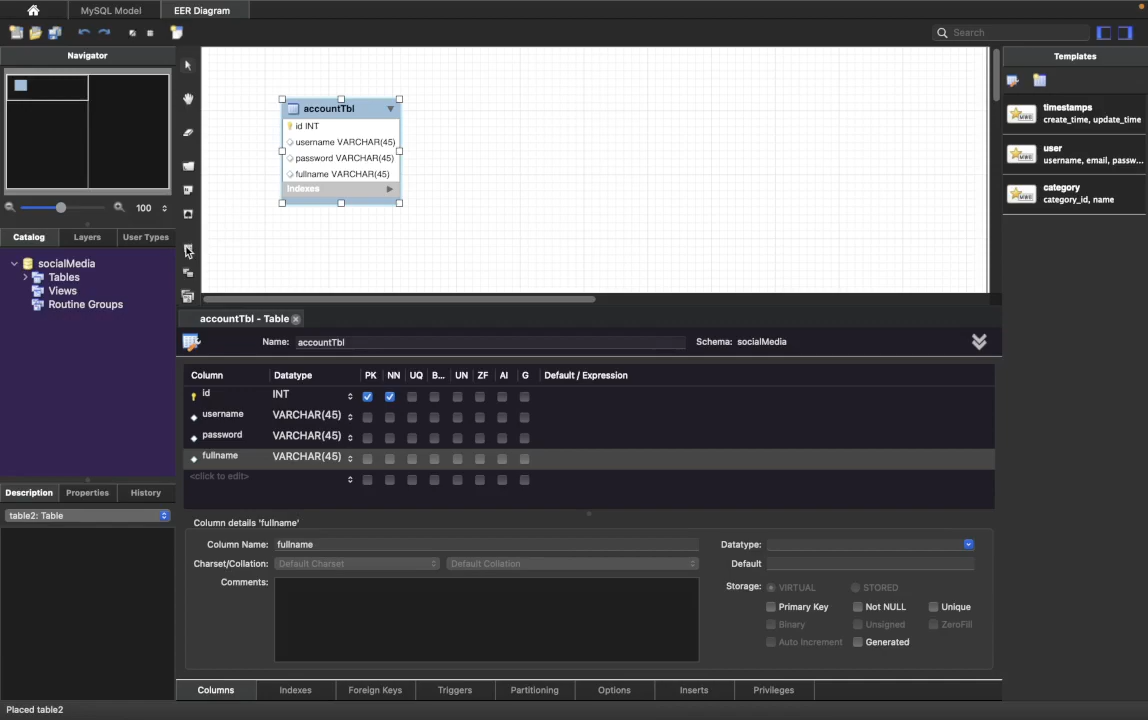 MySQL Model
EER Diagram
Search
Navigator
100
Catalog
Layers
User Types
socialMedia
Tables
Views
Routine Groups
Description
Properties
History
table2: Table
Placed table2
accountTbl
id INT
username VARCHAR(45)
password VARCHAR(45)
fullname VARCHAR(45)
Indexes
accountTbl - Table
Name: accountTbl
Schema: socialMedia
Column Datatype PK NN UQ B... UN ZF AI G Default / Expression
id INT
username VARCHAR(45)
password VARCHAR(45)
fullname VARCHAR(45)
<click to edit>
Column details 'fullname'
Column Name: fullname
Charset/Collation: Default Charset Default Collation
Comments:
Datatype:
Default
Storage: VIRTUAL STORED
Primary Key Not NULL Unique
Binary Unsigned ZeroFill
Auto Increment Generated
Columns
Indexes
Foreign Keys
Triggers
Partitioning
Options
Inserts
Privileges
Templates
timestamps
create_time, update_time
user
username, email, passw...
category
category_id, name